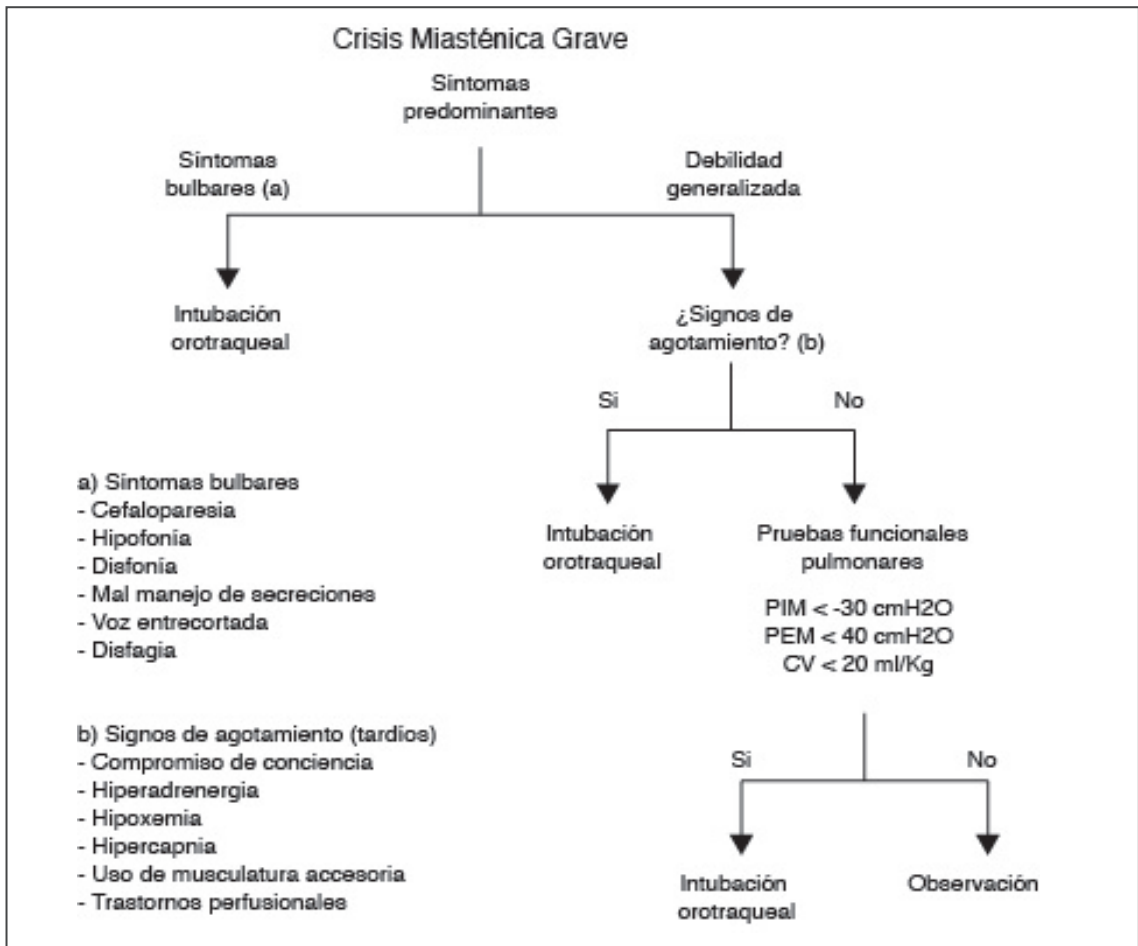 Crisis Miasténica Grave
Síntomas
predominantes
Síntomas
bulbares (a)
Debilidad
generalizada
Intubación
orotraqueal
¿Signos de
agotamiento? (b)
Si
No
Intubación
orotraqueal
Pruebas funcionales
pulmonares
PIM < -30 cmH2O
PEM < 40 cmH2O
CV < 20 ml/Kg
Si
No
Intubación
orotraqueal
Observación
a) Síntomas bulbares
- Cefaloparesia
- Hipofonía
- Disfonía
- Mal manejo de secreciones
- Voz entrecortada
- Disfagia
b) Signos de agotamiento (tardíos)
- Compromiso de conciencia
- Hiperadrenergia
- Hipoxemia
- Hipercapnia
- Uso de musculatura accesoria
- Trastornos perfusionales